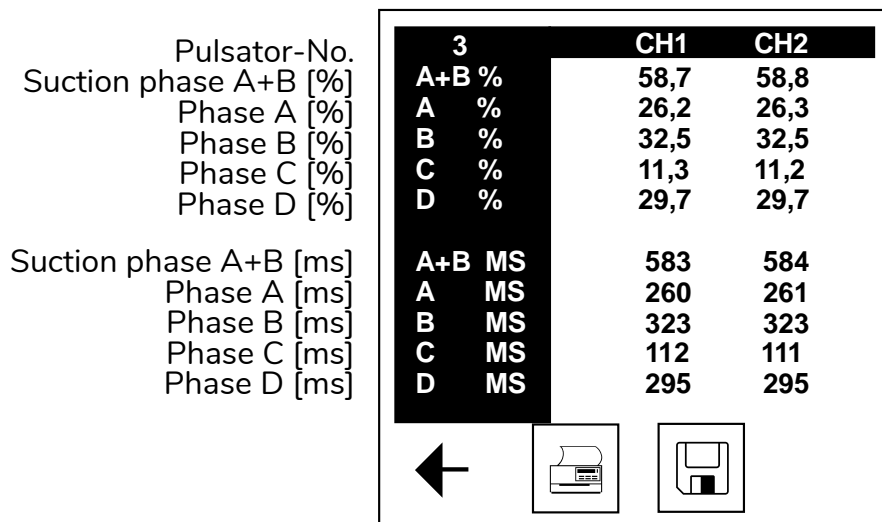 Pulsator-No. 3 CH1 CH2
Suction phase A+B [%] A+B % 58,7 58,8
Phase A [%] A % 26,2 26,3
Phase B [%] B % 32,5 32,5
Phase C [%] C % 11,3 11,2
Phase D [%] D % 29,7 29,7
Suction phase A+B [ms] A+B MS 583 584
Phase A [ms] A MS 260 261
Phase B [ms] B MS 323 323
Phase C [ms] C MS 112 111
Phase D [ms] D MS 295 295